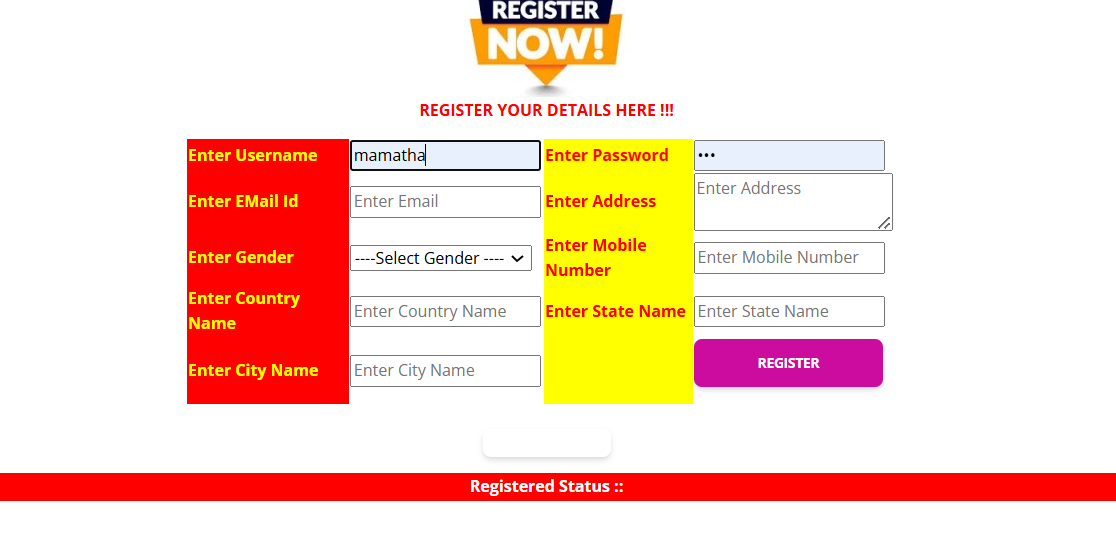 REGISTER
NOW!
REGISTER YOUR DETAILS HERE !!!
Enter Username mamatha Enter Password •••
Enter EMail Id Enter Email Enter Address Enter Address
Enter Gender ----Select Gender ---- Enter Mobile Number Enter Mobile Number
Enter Country Name Enter Country Name Enter State Name Enter State Name
Enter City Name Enter City Name REGISTER
Registered Status ::